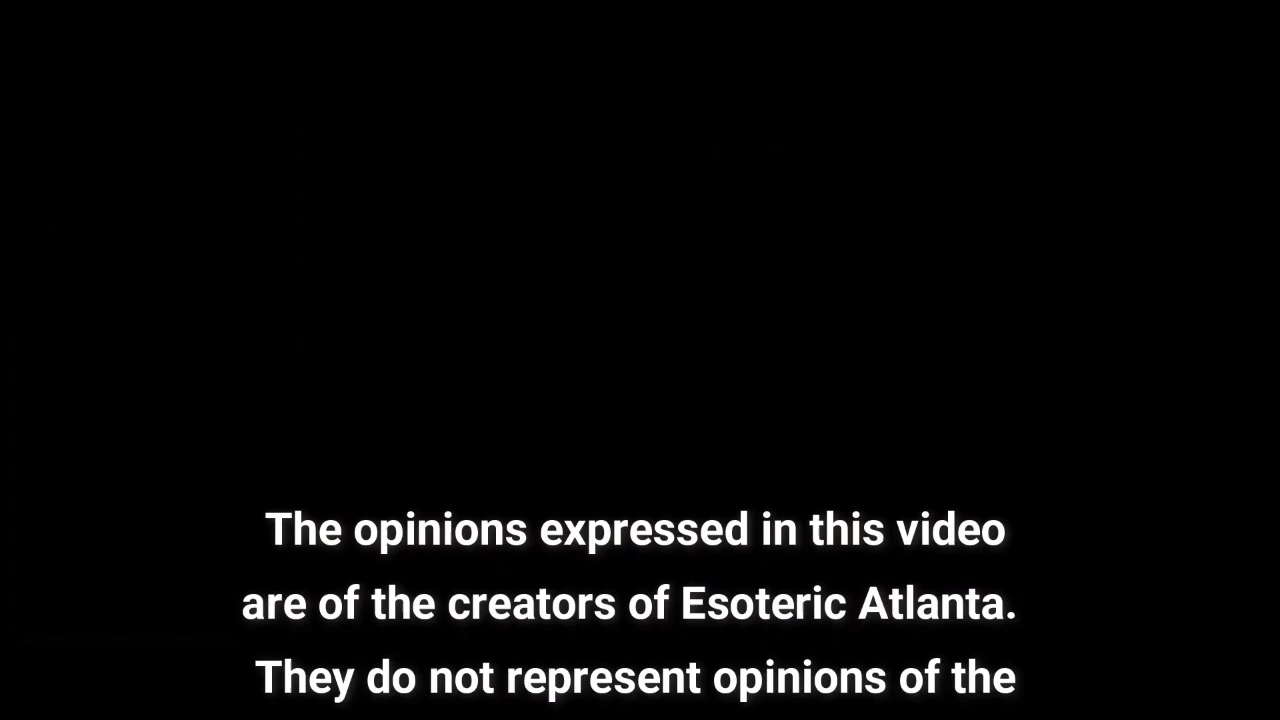 The opinions expressed in this video
are of the creators of Esoteric Atlanta.
They do not represent opinions of the